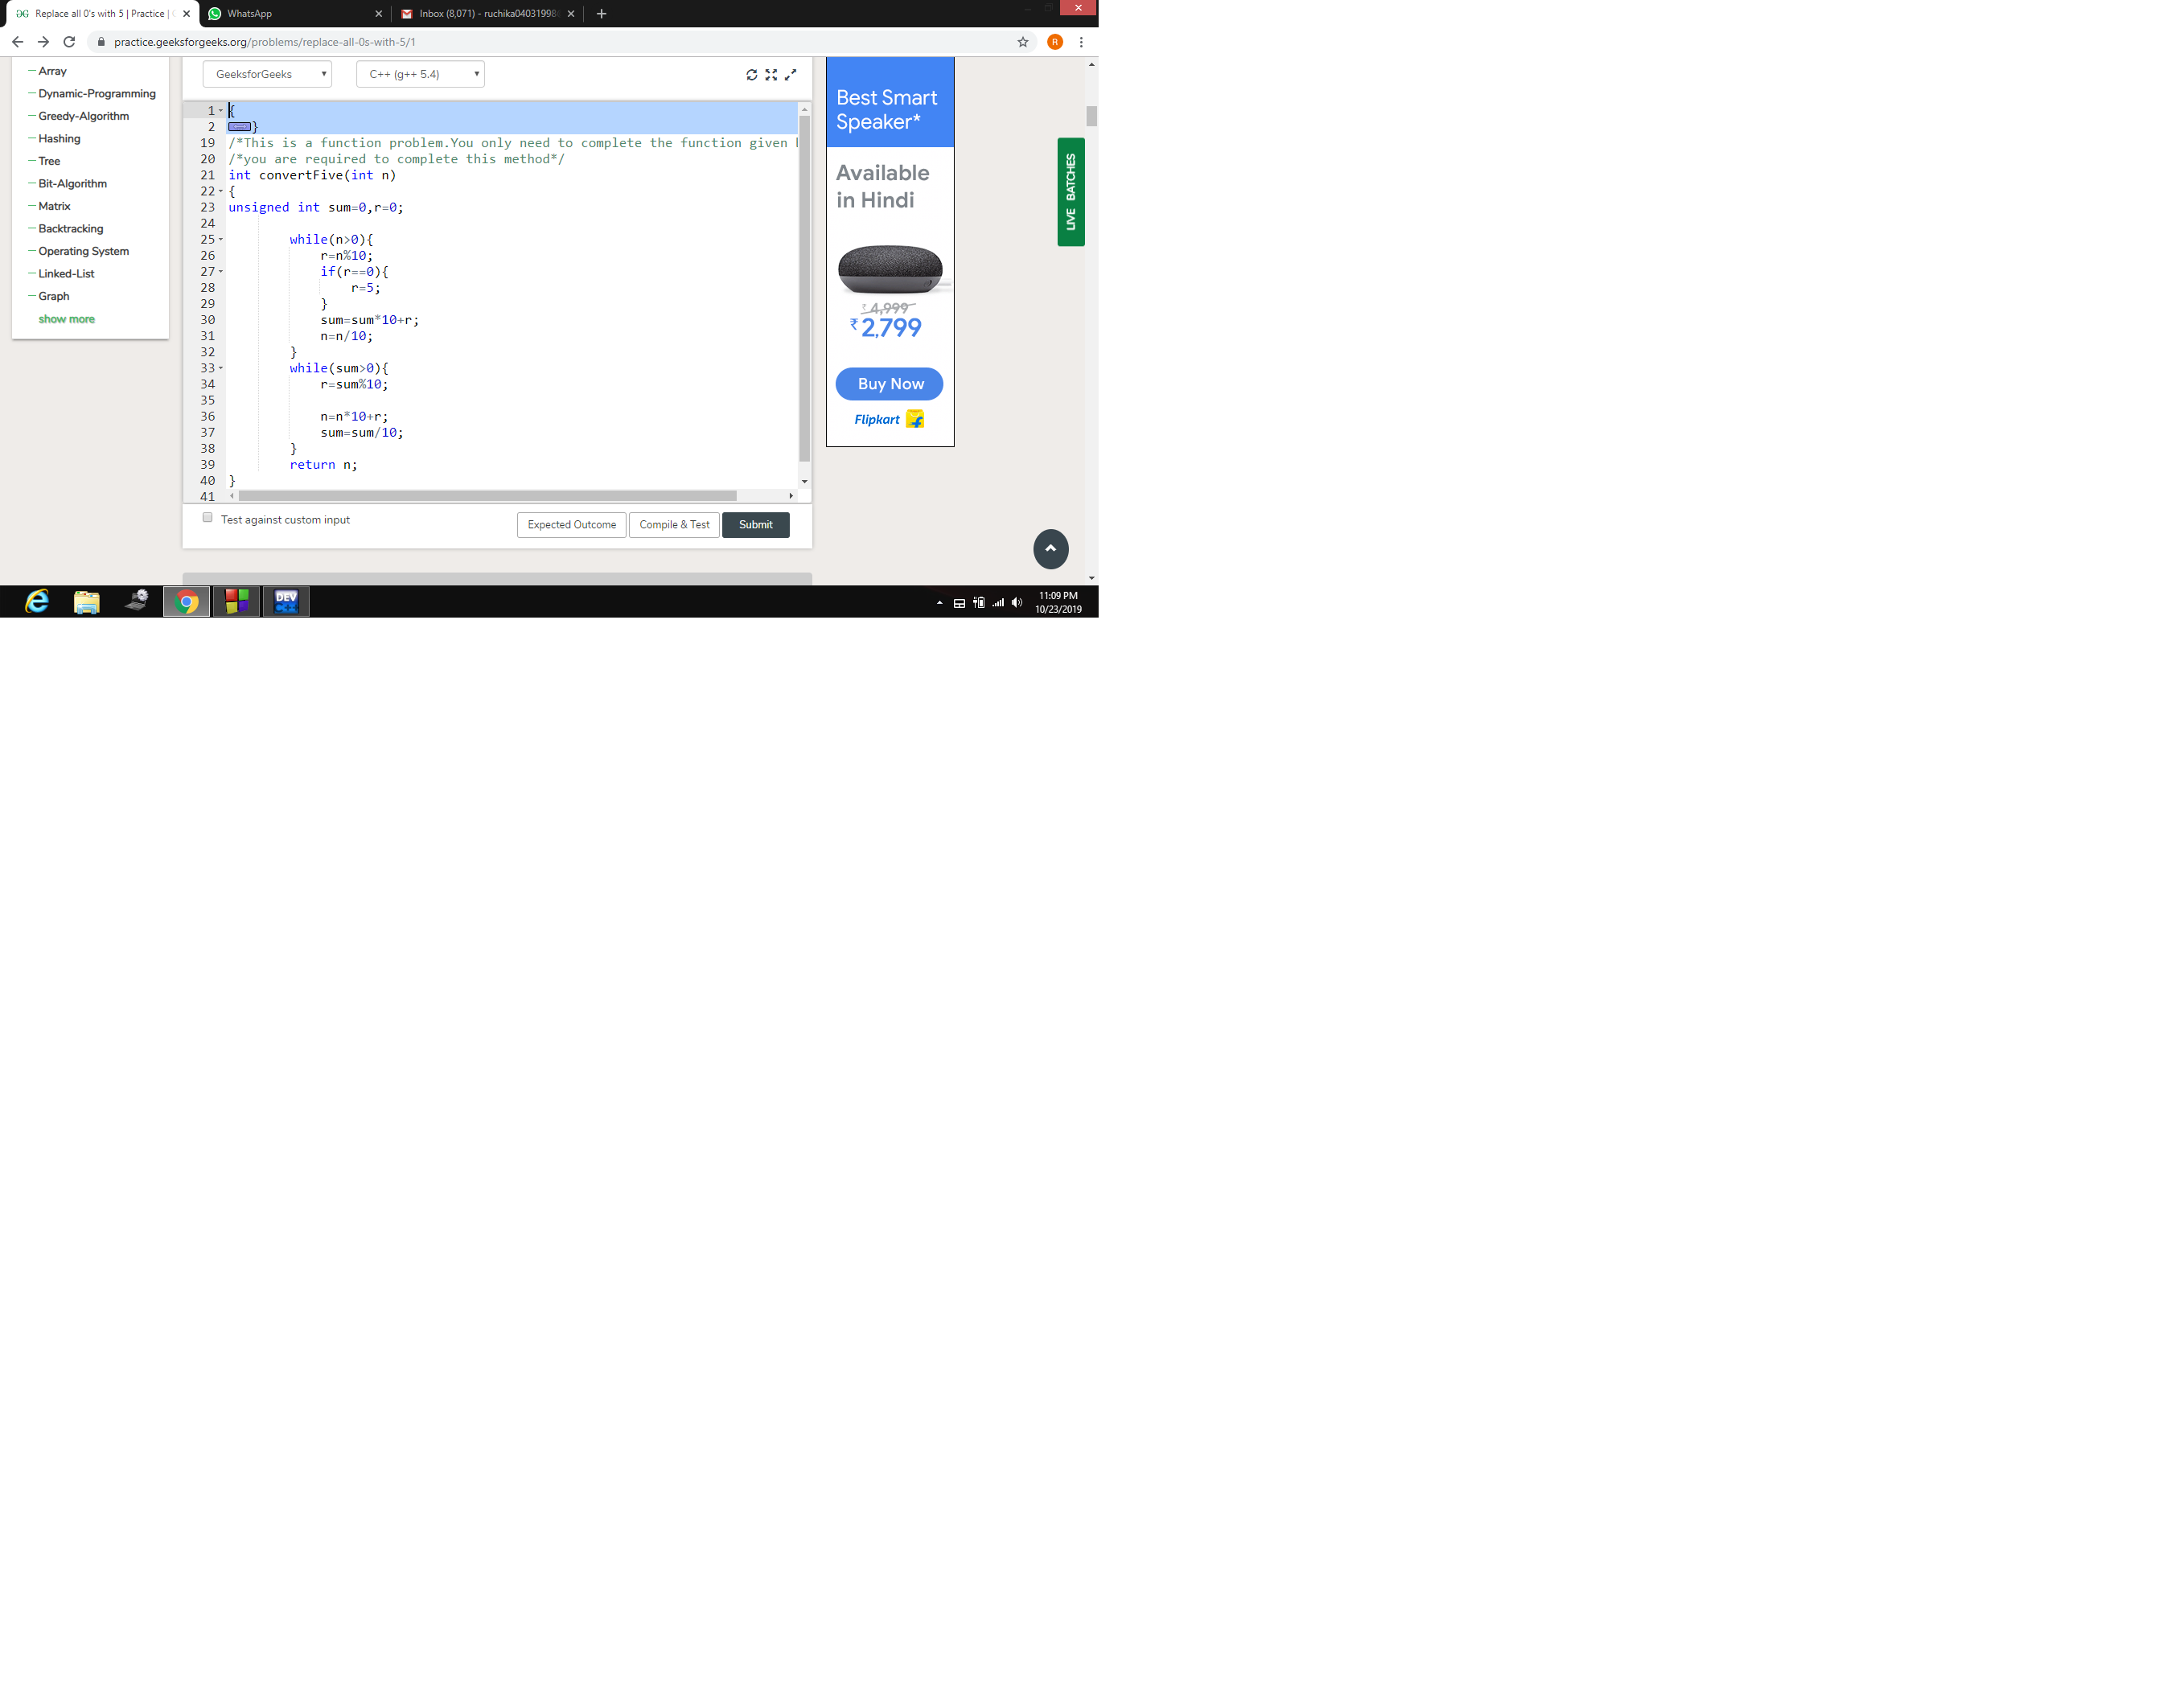 Replace all 0's with 5 | Practice |
WhatsApp
Inbox (8,071) - ruchika04031998
practice.geeksforgeeks.org/problems/replace-all-0s-with-5/1
R
Array
Dynamic-Programming
Greedy-Algorithm
Hashing
Tree
Bit-Algorithm
Matrix
Backtracking
Operating System
Linked-List
Graph
show more
GeeksforGeeks
C++ (g++ 5.4)
1 {
2 }
19 /*This is a function problem.You only need to complete the function given
20 /*you are required to complete this method*/
21 int convertFive(int n)
22 {
23 unsigned int sum=0,r=0;
24
25 while(n>0){
26 r=n%10;
27 if(r==0){
28 r=5;
29 }
30 sum=sum*10+r;
31 n=n/10;
32 }
33 while(sum>0){
34 r=sum%10;
35
36 n=n*10+r;
37 sum=sum/10;
38 }
39 return n;
40 }
41
Test against custom input
Expected Outcome
Compile & Test
Submit
Best Smart
Speaker*
Available
in Hindi
₹ 4,999
₹ 2,799
Buy Now
Flipkart
LIVE BATCHES
DEV
11:09 PM
10/23/2019